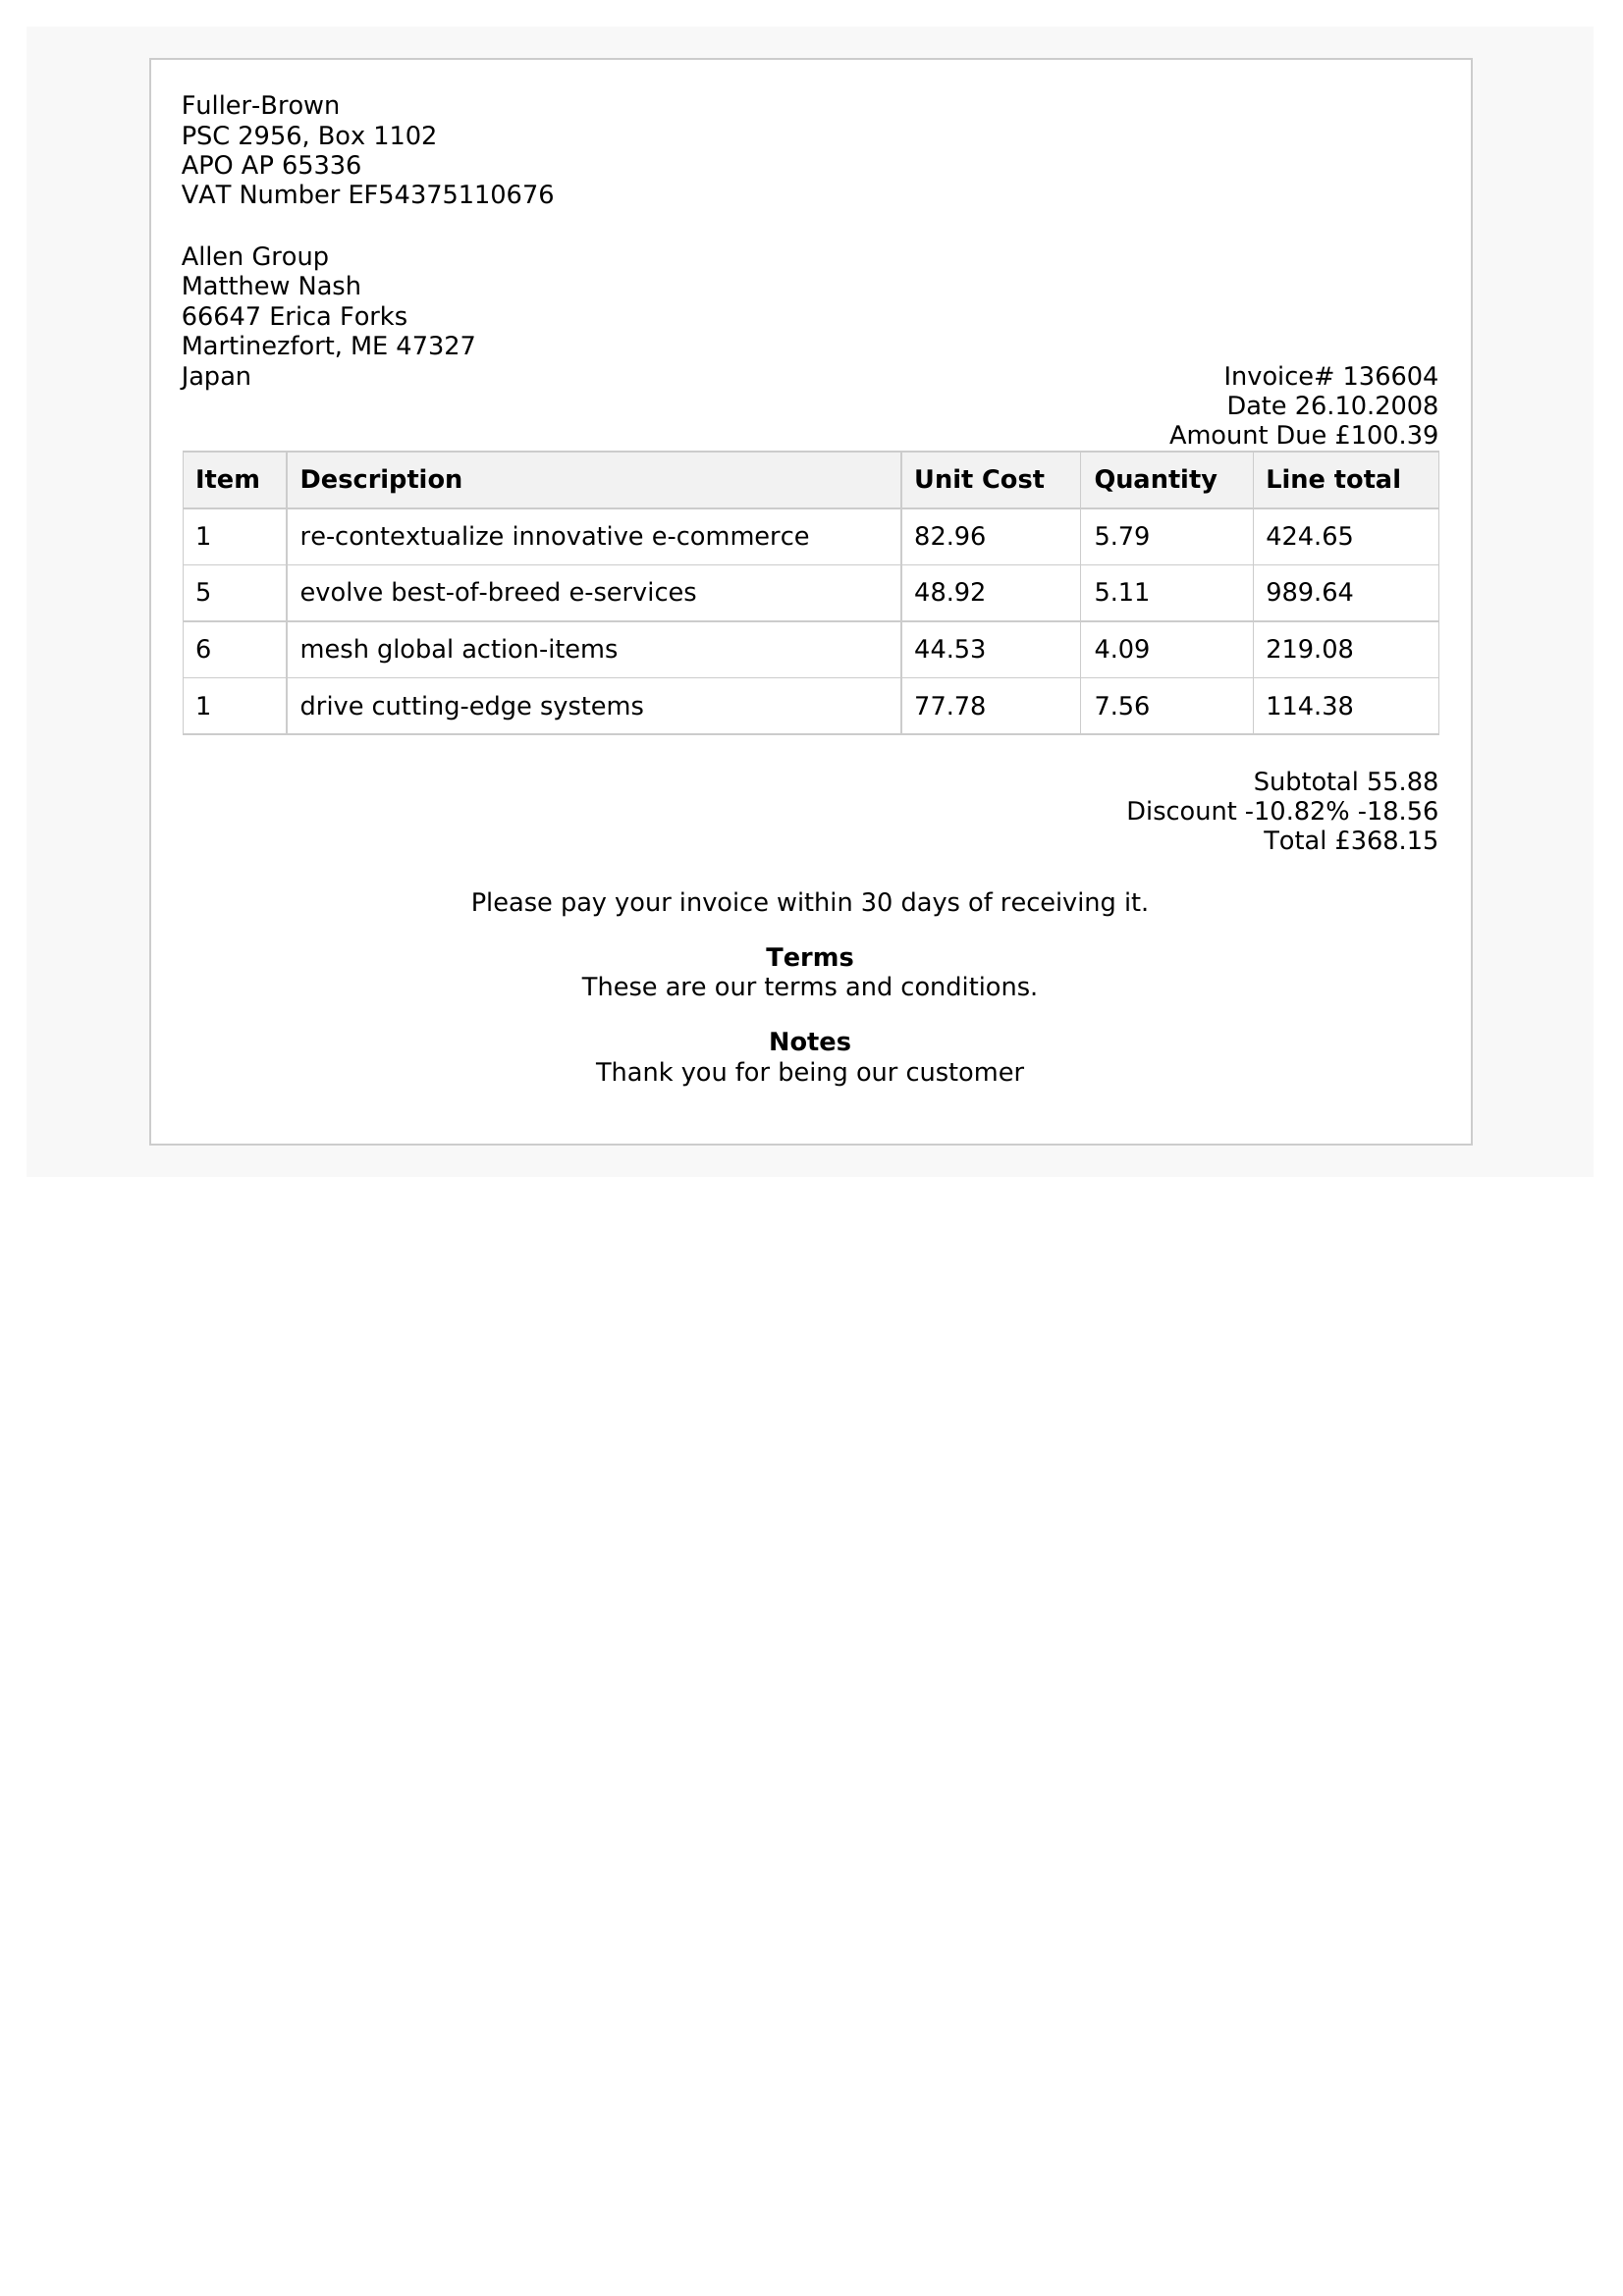 Fuller-Brown
PSC 2956, Box 1102
APO AP 65336
VAT Number EF54375110676
Allen Group
Matthew Nash
66647 Erica Forks
Martinezfort, ME 47327
Japan
Invoice# 136604
Date 26.10.2008
Amount Due £100.39
Item Description Unit Cost Quantity Line total
1 re-contextualize innovative e-commerce 82.96 5.79 424.65
5 evolve best-of-breed e-services 48.92 5.11 989.64
6 mesh global action-items 44.53 4.09 219.08
1 drive cutting-edge systems 77.78 7.56 114.38
Subtotal 55.88
Discount -10.82% -18.56
Total £368.15
Please pay your invoice within 30 days of receiving it.
Terms
These are our terms and conditions.
Notes
Thank you for being our customer